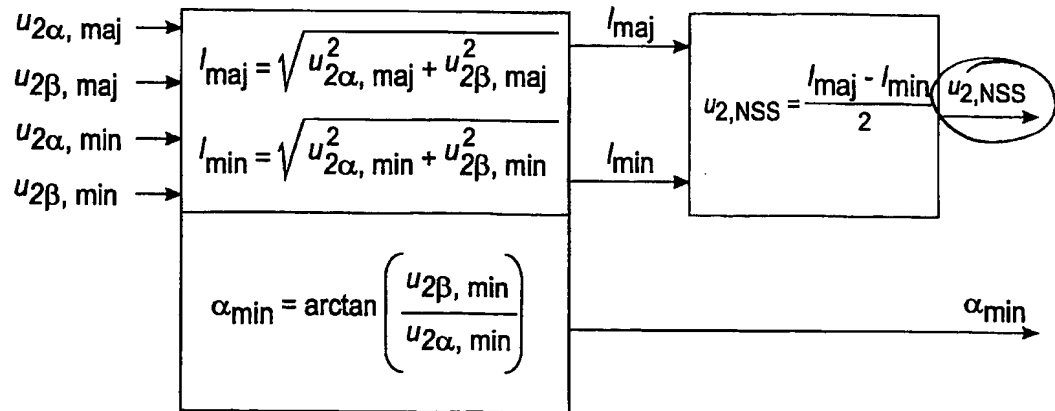 u2α, maj
u2β, maj
u2α, min
u2β, min
lmaj = √(u²2α, maj + u²2β, maj)
lmin = √(u²2α, min + u²2β, min)
αmin = arctan (u2β, min / u2α, min)
lmaj
lmin
u2,NSS = (lmaj - lmin) / 2
u2,NSS
αmin